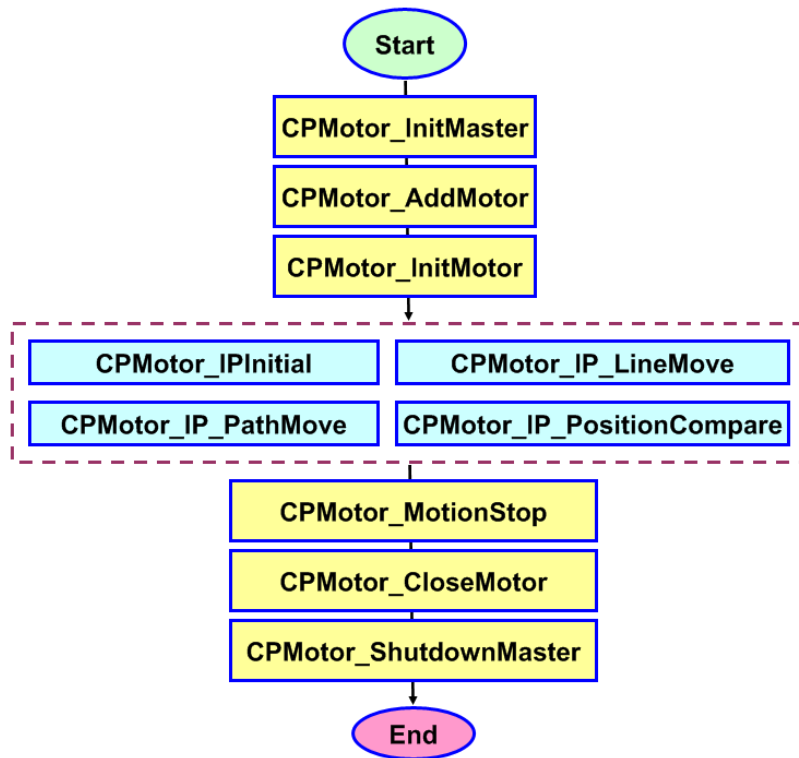 Start
CPMotor_InitMaster
CPMotor_AddMotor
CPMotor_InitMotor
CPMotor_IPInitial
CPMotor_IP_LineMove
CPMotor_IP_PathMove
CPMotor_IP_PositionCompare
CPMotor_MotionStop
CPMotor_CloseMotor
CPMotor_ShutdownMaster
End